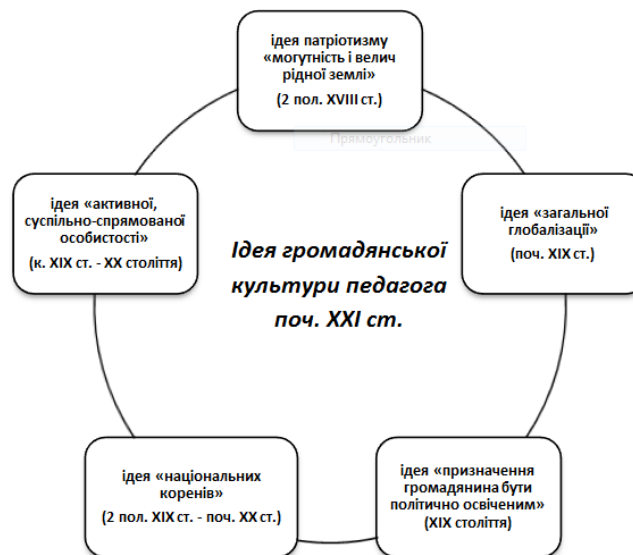 ідея патріотизму
«могутність і велич
рідної землі»
(2 пол. XVIII ст.)
Прямоугольник
ідея «активної,
суспільно-спрямованої
особистості»
(к. XIX ст. - XX століття)
ідея «загальної
глобалізації»
(поч. XIX ст.)
Ідея громадянської
культури педагога
поч. XXI ст.
ідея «національних
коренів»
(2 пол. XIX ст. - поч. XX ст.)
ідея «призначення
громадянина бути
політично освіченим»
(XIX століття)